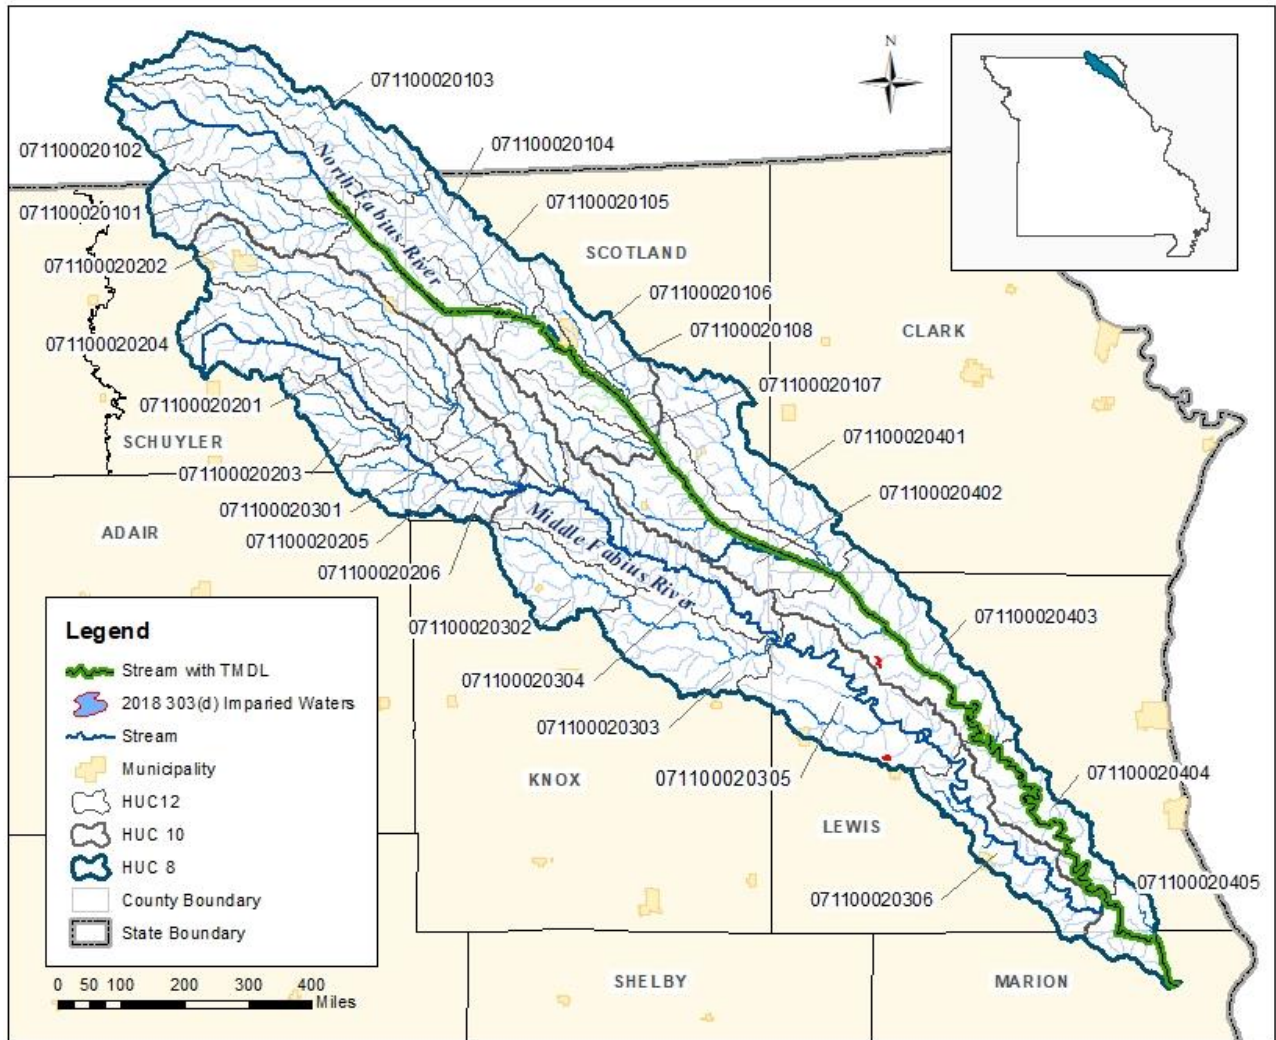 N
071100020103
071100020102
071100020104
North Fabius River
071100020101
071100020105
SCOTLAND
071100020202
071100020106
071100020108
CLARK
071100020204
071100020107
071100020201
SCHUYLER
071100020401
071100020203
071100020402
071100020301
ADAIR
071100020205
Middle Fabius River
071100020206
071100020302
071100020403
071100020304
071100020303
KNOX
071100020305
071100020404
LEWIS
071100020405
071100020306
SHELBY
MARION
Legend
Stream with TMDL
2018 303(d) Imparied Waters
Stream
Municipality
HUC12
HUC 10
HUC 8
County Boundary
State Boundary
0 50 100 200 300 400
Miles